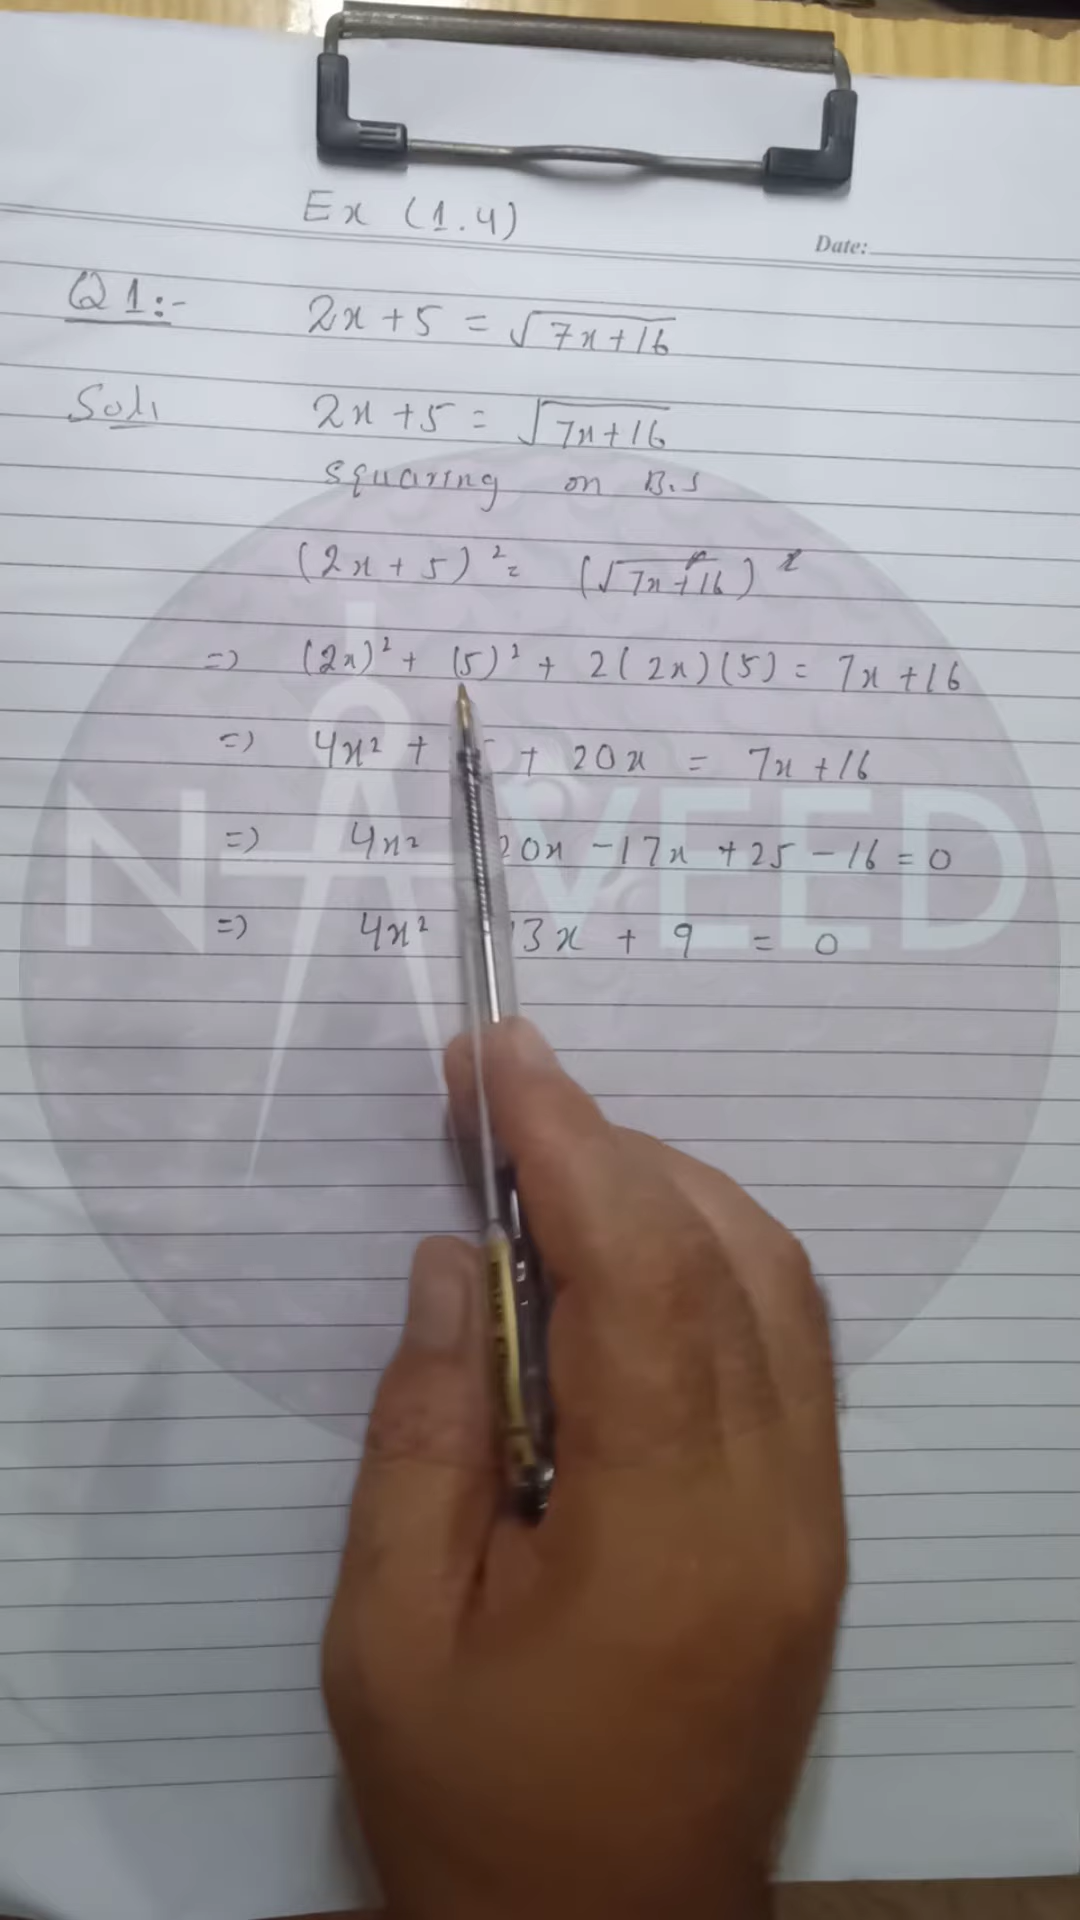 Ex (1.4)
Date:
Q1:- 2x + 5 = √7x+16
Sol: 2x + 5 = √7x+16
squaring on B.S
(2x + 5)² = (√7x+16)²
=> (2x)² + (5)² + 2(2x)(5) = 7x + 16
=> 4x² + + 20x = 7x + 16
=> 4x² 20x - 17x + 25 - 16 = 0
=> 4x² 13x + 9 = 0
NAVEED